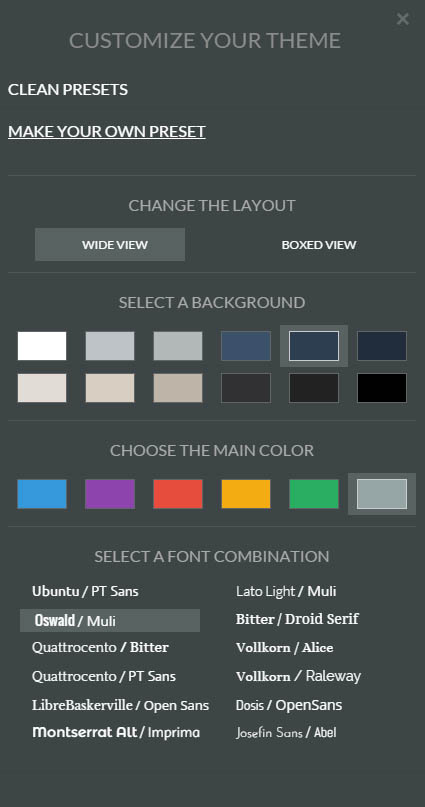 CUSTOMIZE YOUR THEME
CLEAN PRESETS
MAKE YOUR OWN PRESET
CHANGE THE LAYOUT
WIDE VIEW
BOXED VIEW
SELECT A BACKGROUND
CHOOSE THE MAIN COLOR
SELECT A FONT COMBINATION
Ubuntu / PT Sans
Lato Light / Muli
Oswald / Muli
Bitter / Droid Serif
Quattrocento / Bitter
Vollkorn / Alice
Quattrocento / PT Sans
Vollkorn / Raleway
LibreBaskerville / Open Sans
Dosis / OpenSans
Montserrat Alt / Imprima
Josefin Sans / Abel